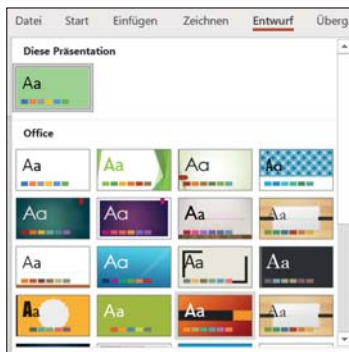 Datei Start Einfügen Zeichnen Entwurf Überg
Diese Präsentation
Aa
Office
Aa Aa Aa Aa
Aa Aa Aa Aa
Aa Aa Aa Aa
Aa Aa Aa Aa